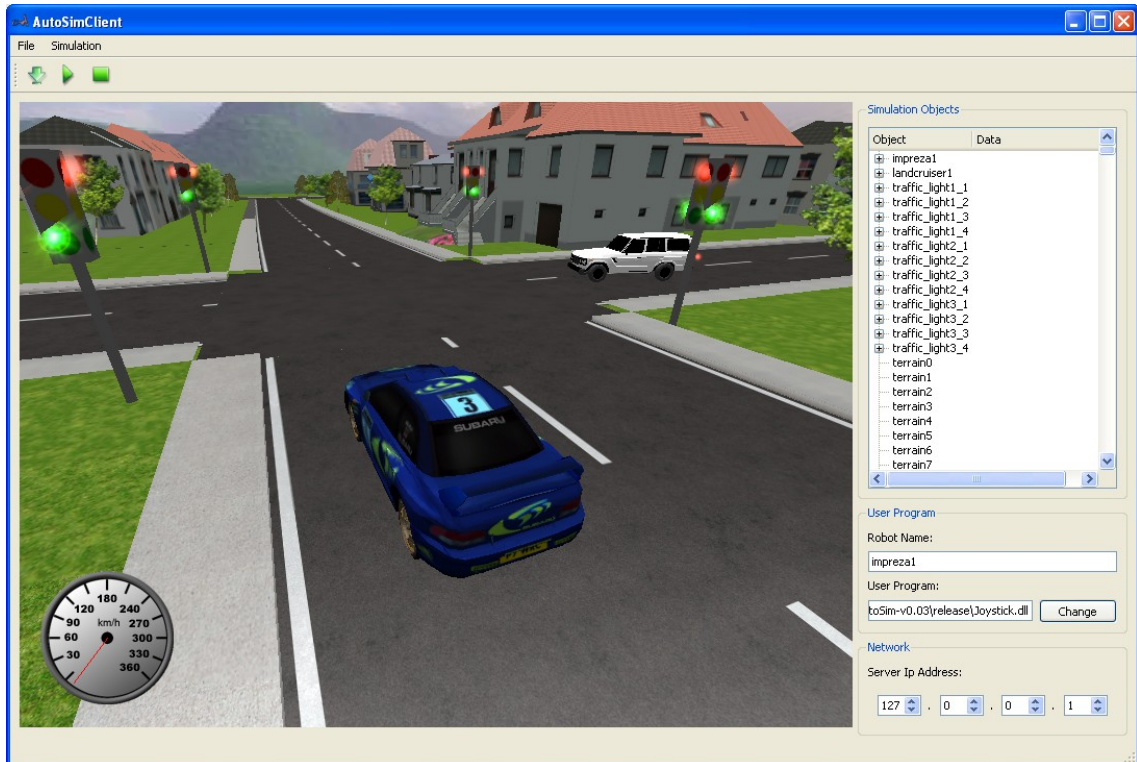 AutoSimClient
File Simulation
Simulation Objects
Object Data
impreza1
landcruiser1
traffic_light1_1
traffic_light1_2
traffic_light1_3
traffic_light1_4
traffic_light2_1
traffic_light2_2
traffic_light2_3
traffic_light2_4
traffic_light3_1
traffic_light3_2
traffic_light3_3
traffic_light3_4
terrain0
terrain1
terrain2
terrain3
terrain4
terrain5
terrain6
terrain7
3
SUBARU
SUBARU
180
120 240
90 km/h 270
60 300
30 330
360
User Program
Robot Name:
impreza1
User Program:
toSim-v0.03\release\Joystick.dll Change
Network
Server Ip Address:
127 . 0 . 0 . 1